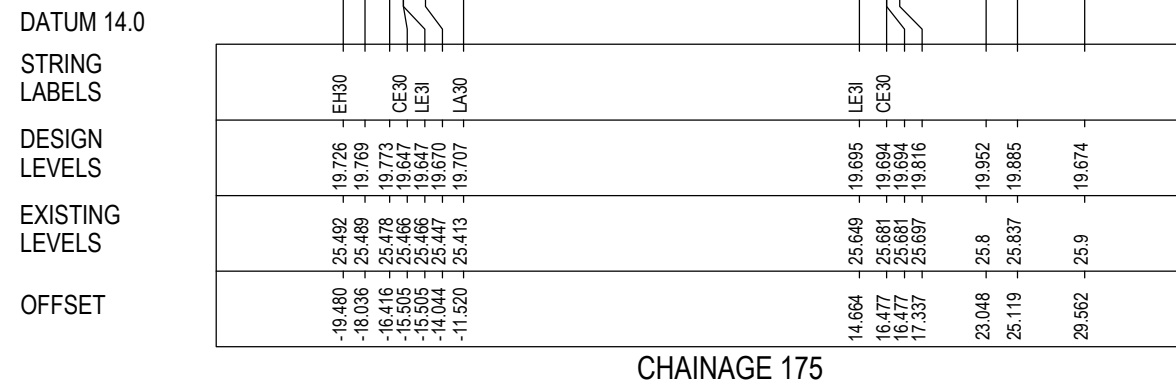 DATUM 14.0
STRING
LABELS
EH30 CE30 LE3I LA30 LE3I CE30
DESIGN
LEVELS
19.726 19.769 19.773 19.647 19.647 19.670 19.707 19.695 19.694 19.694 19.816 19.952 19.885 19.674
EXISTING
LEVELS
25.492 25.489 25.478 25.466 25.466 25.447 25.413 25.649 25.681 25.681 25.697 25.8 25.837 25.9
OFFSET
-19.480 -18.036 -16.416 -15.505 -15.505 -14.044 -11.520 14.664 16.477 16.477 17.337 23.048 25.119 29.562
CHAINAGE 175